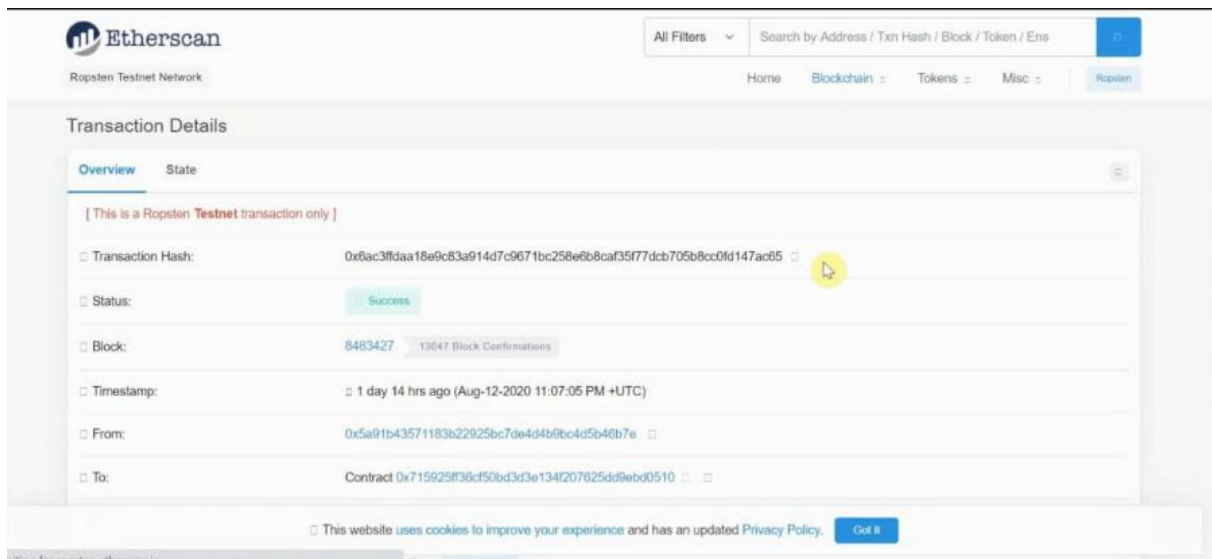 Etherscan
All Filters Search by Address / Txn Hash / Block / Token / Ens
Ropsten Testnet Network
Home Blockchain Tokens Misc Ropsten
Transaction Details
Overview State
[ This is a Ropsten Testnet transaction only ]
Transaction Hash: 0x6ac3ffdaa18e9c83a914d7c9671bc258e6b8caf35f77dcb705b8cc0fd147ac65
Status: Success
Block: 8483427 13047 Block Confirmations
Timestamp: 1 day 14 hrs ago (Aug-12-2020 11:07:05 PM +UTC)
From: 0x5a91b43571183b22925bc7de4d4b9bc4d5b46b7e
To: Contract 0x715925ff36cf50bd3d3e134f207625dd9ebd0510
This website uses cookies to improve your experience and has an updated Privacy Policy. Got It